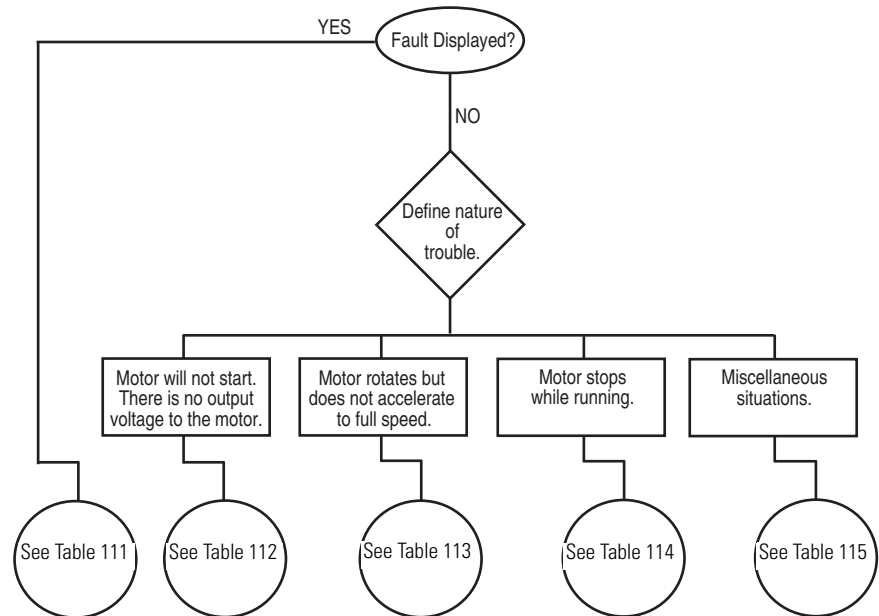 YES
Fault Displayed?
NO
Define nature
of
trouble.
Motor will not start.
There is no output
voltage to the motor.
Motor rotates but
does not accelerate
to full speed.
Motor stops
while running.
Miscellaneous
situations.
See Table 111
See Table 112
See Table 113
See Table 114
See Table 115